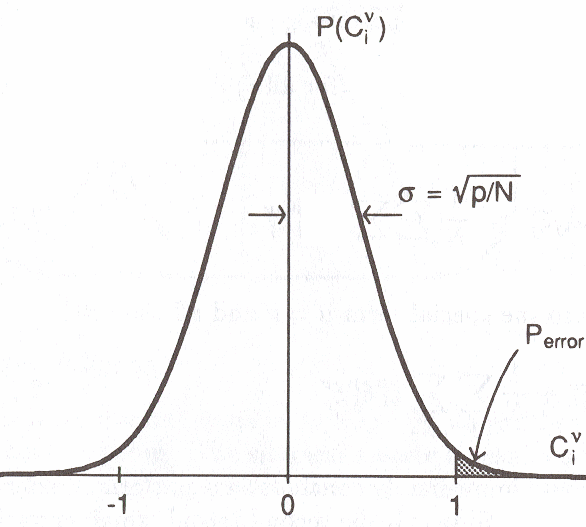 P(C_i^ν)
σ = √p/N
P_error
C_i^ν
-1 0 1